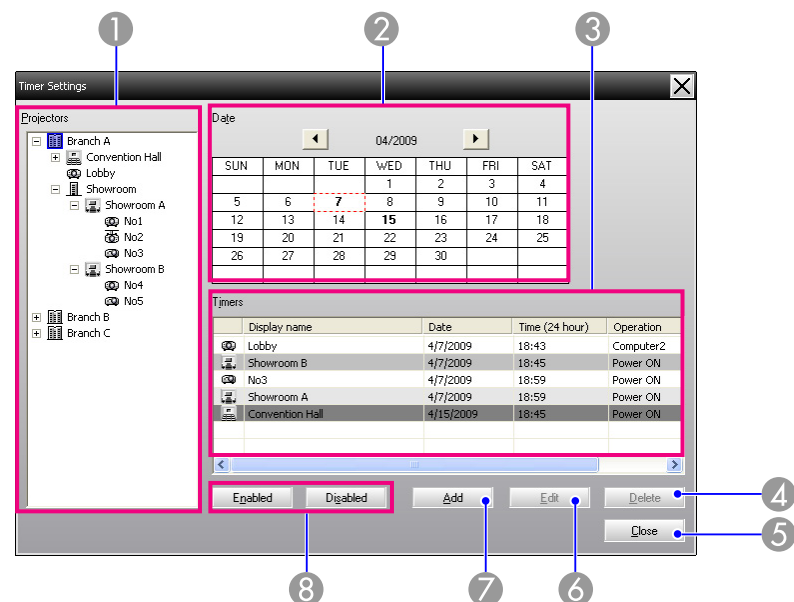 1 2 3
Timer Settings
Projectors
Branch A
Convention Hall
Lobby
Showroom
Showroom A
No1
No2
No3
Showroom B
No4
No5
Branch B
Branch C
Date
04/2009
SUN MON TUE WED THU FRI SAT
1 2 3 4
5 6 7 8 9 10 11
12 13 14 15 16 17 18
19 20 21 22 23 24 25
26 27 28 29 30
Timers
Display name Date Time (24 hour) Operation
Lobby 4/7/2009 18:43 Computer2
Showroom B 4/7/2009 18:45 Power ON
No3 4/7/2009 18:59 Power ON
Showroom A 4/7/2009 18:59 Power ON
Convention Hall 4/15/2009 18:45 Power ON
Enabled Disabled Add Edit Delete 4
Close 5
8 7 6